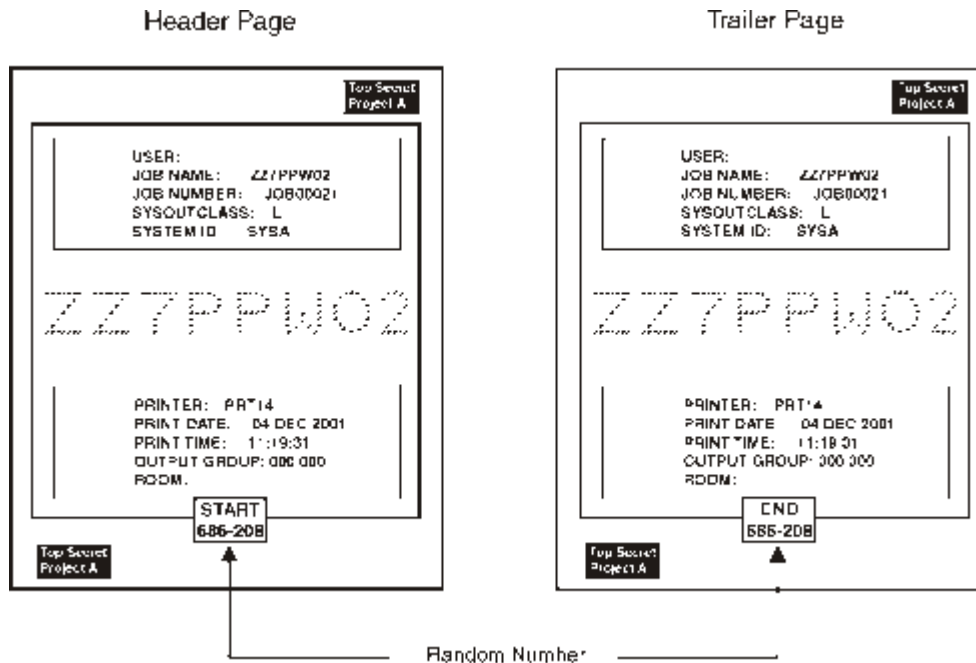 Header Page
Top Secret
Project A
USER:
JOB NAME: ZZ7PPW02
JOB NUMBER: JOB00021
SYSOUTCLASS: L
SYSTEM ID SYSA
ZZ7PPW02
PRINTER: PRT14
PRINT DATE 04 DEC 2001
PRINT TIME: 11:19:31
OUTPUT GROUP: 000 000
ROOM:
START
686-208
Top Secret
Project A
Trailer Page
Top Secret
Project A
USER:
JOB NAME: ZZ7PPW02
JOB NUMBER: JOB00021
SYSOUTCLASS: L
SYSTEM ID: SYSA
ZZ7PPW02
PRINTER: PRT14
PRINT DATE 04 DEC 2001
PRINT TIME:
OUTPUT GROUP: 000 000
ROOM:
END
686-208
Top Secret
Project A
Random Number